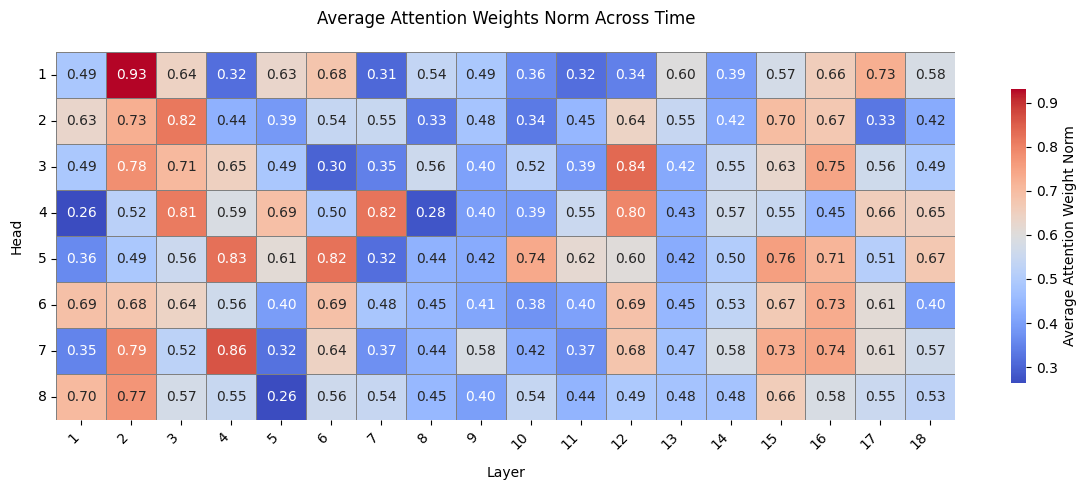 Average Attention Weights Norm Across Time
1 0.49 0.93 0.64 0.32 0.63 0.68 0.31 0.54 0.49 0.36 0.32 0.34 0.60 0.39 0.57 0.66 0.73 0.58
2 0.63 0.73 0.82 0.44 0.39 0.54 0.55 0.33 0.48 0.34 0.45 0.64 0.55 0.42 0.70 0.67 0.33 0.42
3 0.49 0.78 0.71 0.65 0.49 0.30 0.35 0.56 0.40 0.52 0.39 0.84 0.42 0.55 0.63 0.75 0.56 0.49
4 0.26 0.52 0.81 0.59 0.69 0.50 0.82 0.28 0.40 0.39 0.55 0.80 0.43 0.57 0.55 0.45 0.66 0.65
5 0.36 0.49 0.56 0.83 0.61 0.82 0.32 0.44 0.42 0.74 0.62 0.60 0.42 0.50 0.76 0.71 0.51 0.67
6 0.69 0.68 0.64 0.56 0.40 0.69 0.48 0.45 0.41 0.38 0.40 0.69 0.45 0.53 0.67 0.73 0.61 0.40
7 0.35 0.79 0.52 0.86 0.32 0.64 0.37 0.44 0.58 0.42 0.37 0.68 0.47 0.58 0.73 0.74 0.61 0.57
8 0.70 0.77 0.57 0.55 0.26 0.56 0.54 0.45 0.40 0.54 0.44 0.49 0.48 0.48 0.66 0.58 0.55 0.53
1 2 3 4 5 6 7 8 9 10 11 12 13 14 15 16 17 18
Layer
Head
0.9
0.8
0.7
0.6
0.5
0.4
0.3
Average Attention Weight Norm